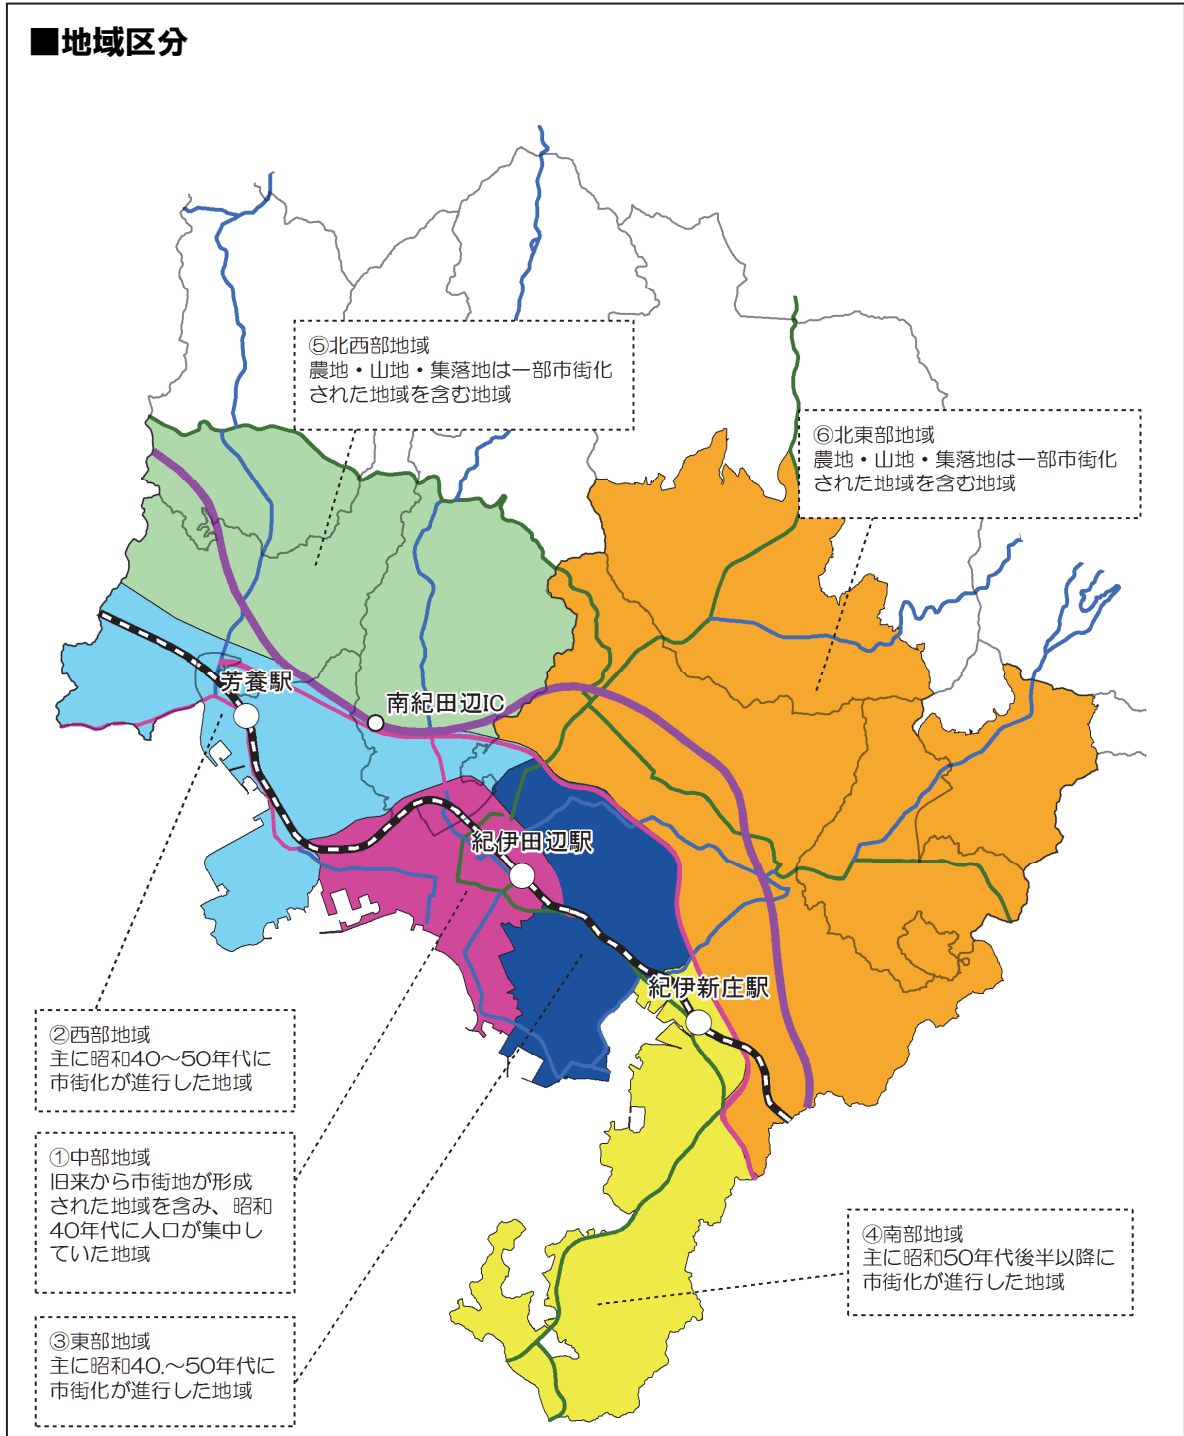 ■地域区分
⑤北西部地域
農地・山地・集落地は一部市街化
された地域を含む地域
⑥北東部地域
農地・山地・集落地は一部市街化
された地域を含む地域
芳養駅
南紀田辺IC
紀伊田辺駅
紀伊新庄駅
②西部地域
主に昭和40～50年代に
市街化が進行した地域
①中部地域
旧来から市街地が形成
された地域を含み、昭和
40年代に人口が集中し
ていた地域
④南部地域
主に昭和50年代後半以降に
市街化が進行した地域
③東部地域
主に昭和40.～50年代に
市街化が進行した地域